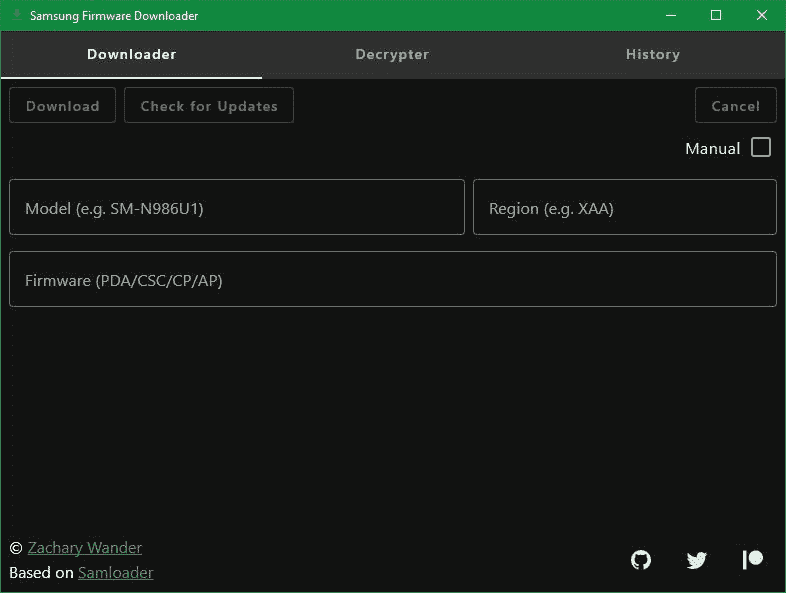 Samsung Firmware Downloader
Downloader Decrypter History
Download Check for Updates Cancel
Manual
Model (e.g. SM-N986U1) Region (e.g. XAA)
Firmware (PDA/CSC/CP/AP)
© Zachary Wander
Based on Samloader